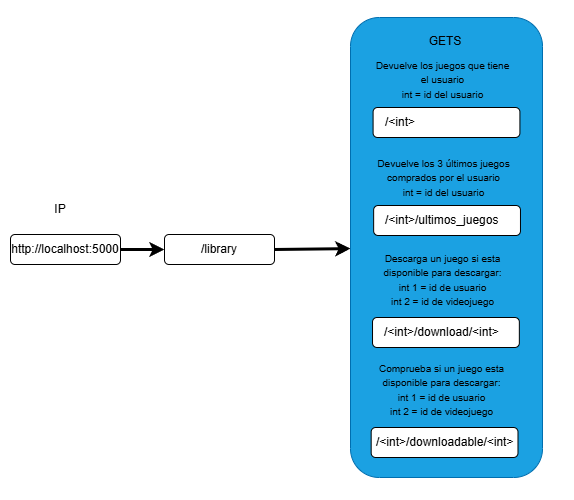 IP
http://localhost:5000
/library
GETS
Devuelve los juegos que tiene
el usuario
int = id del usuario
/<int>
Devuelve los 3 últimos juegos
comprados por el usuario
int = id del usuario
/<int>/ultimos_juegos
Descarga un juego si esta
disponible para descargar:
int 1 = id de usuario
int 2 = id de videojuego
/<int>/download/<int>
Comprueba si un juego esta
disponible para descargar:
int 1 = id de usuario
int 2 = id de videojuego
/<int>/downloadable/<int>